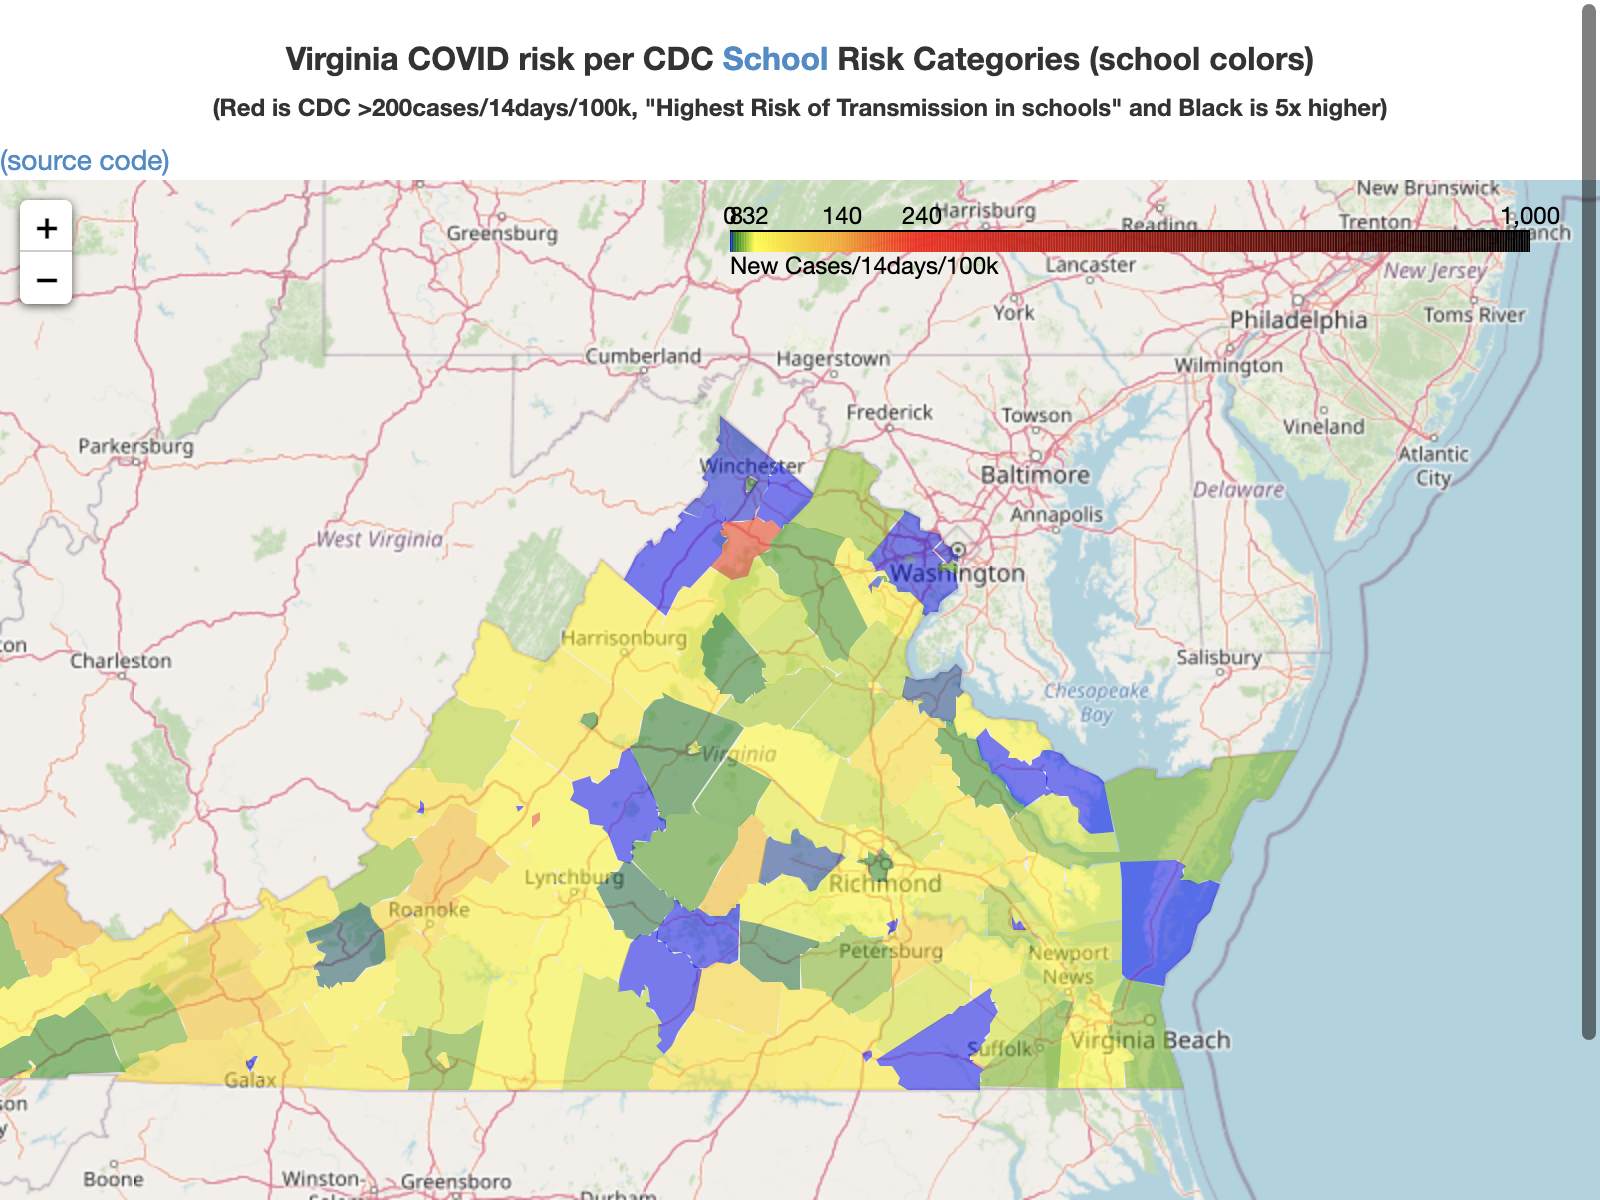 Virginia COVID risk per CDC School Risk Categories (school colors)
(Red is CDC >200cases/14days/100k, "Highest Risk of Transmission in schools" and Black is 5x higher)
(source code)
+
−
0 8 32 140 240 1,000
New Cases/14days/100k
New Brunswick
Greensburg
Harrisburg
Reading
Trenton
Long Branch
Lancaster
New Jersey
York
Philadelphia
Toms River
Cumberland
Hagerstown
Wilmington
Frederick
Towson
Vineland
Parkersburg
Winchester
Baltimore
Atlantic
City
Delaware
Annapolis
West Virginia
Washington
Harrisonburg
Charleston
Salisbury
Chesapeake
Bay
Virginia
Lynchburg
Richmond
Roanoke
Petersburg
Newport
News
Suffolk
Virginia Beach
Galax
Boone
Winston-
Greensboro
Durham